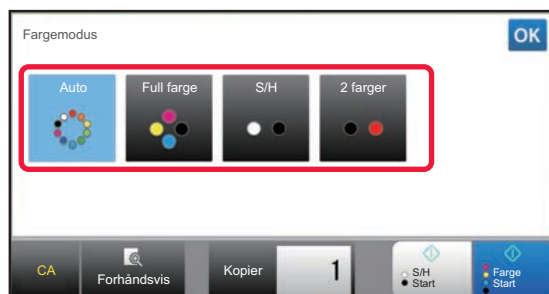 Fargemodus
OK
Auto
Full farge
S/H
2 farger
CA
Forhåndsvis
Kopier
1
S/H
Start
Farge
Start